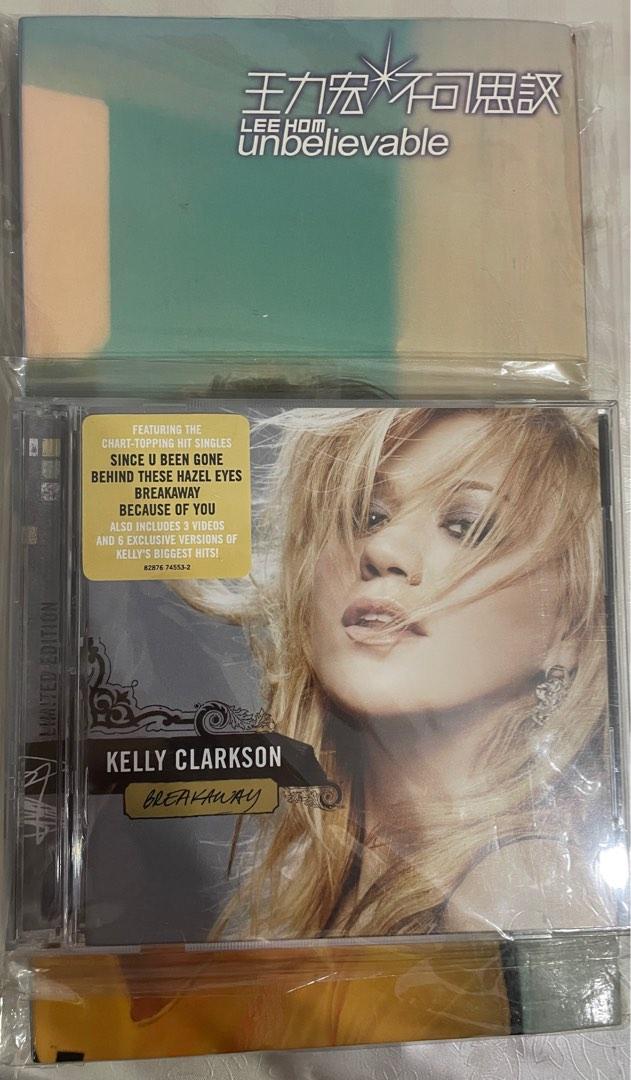 王力宏*不可思議
LEE HOM
unbelievable
FEATURING THE
CHART-TOPPING HIT SINGLES
SINCE U BEEN GONE
BEHIND THESE HAZEL EYES
BREAKAWAY
BECAUSE OF YOU
ALSO INCLUDES 3 VIDEOS
AND 6 EXCLUSIVE VERSIONS OF
KELLY'S BIGGEST HITS!
82876 74553-2
LIMITED EDITION
KELLY CLARKSON
BREAKAWAY